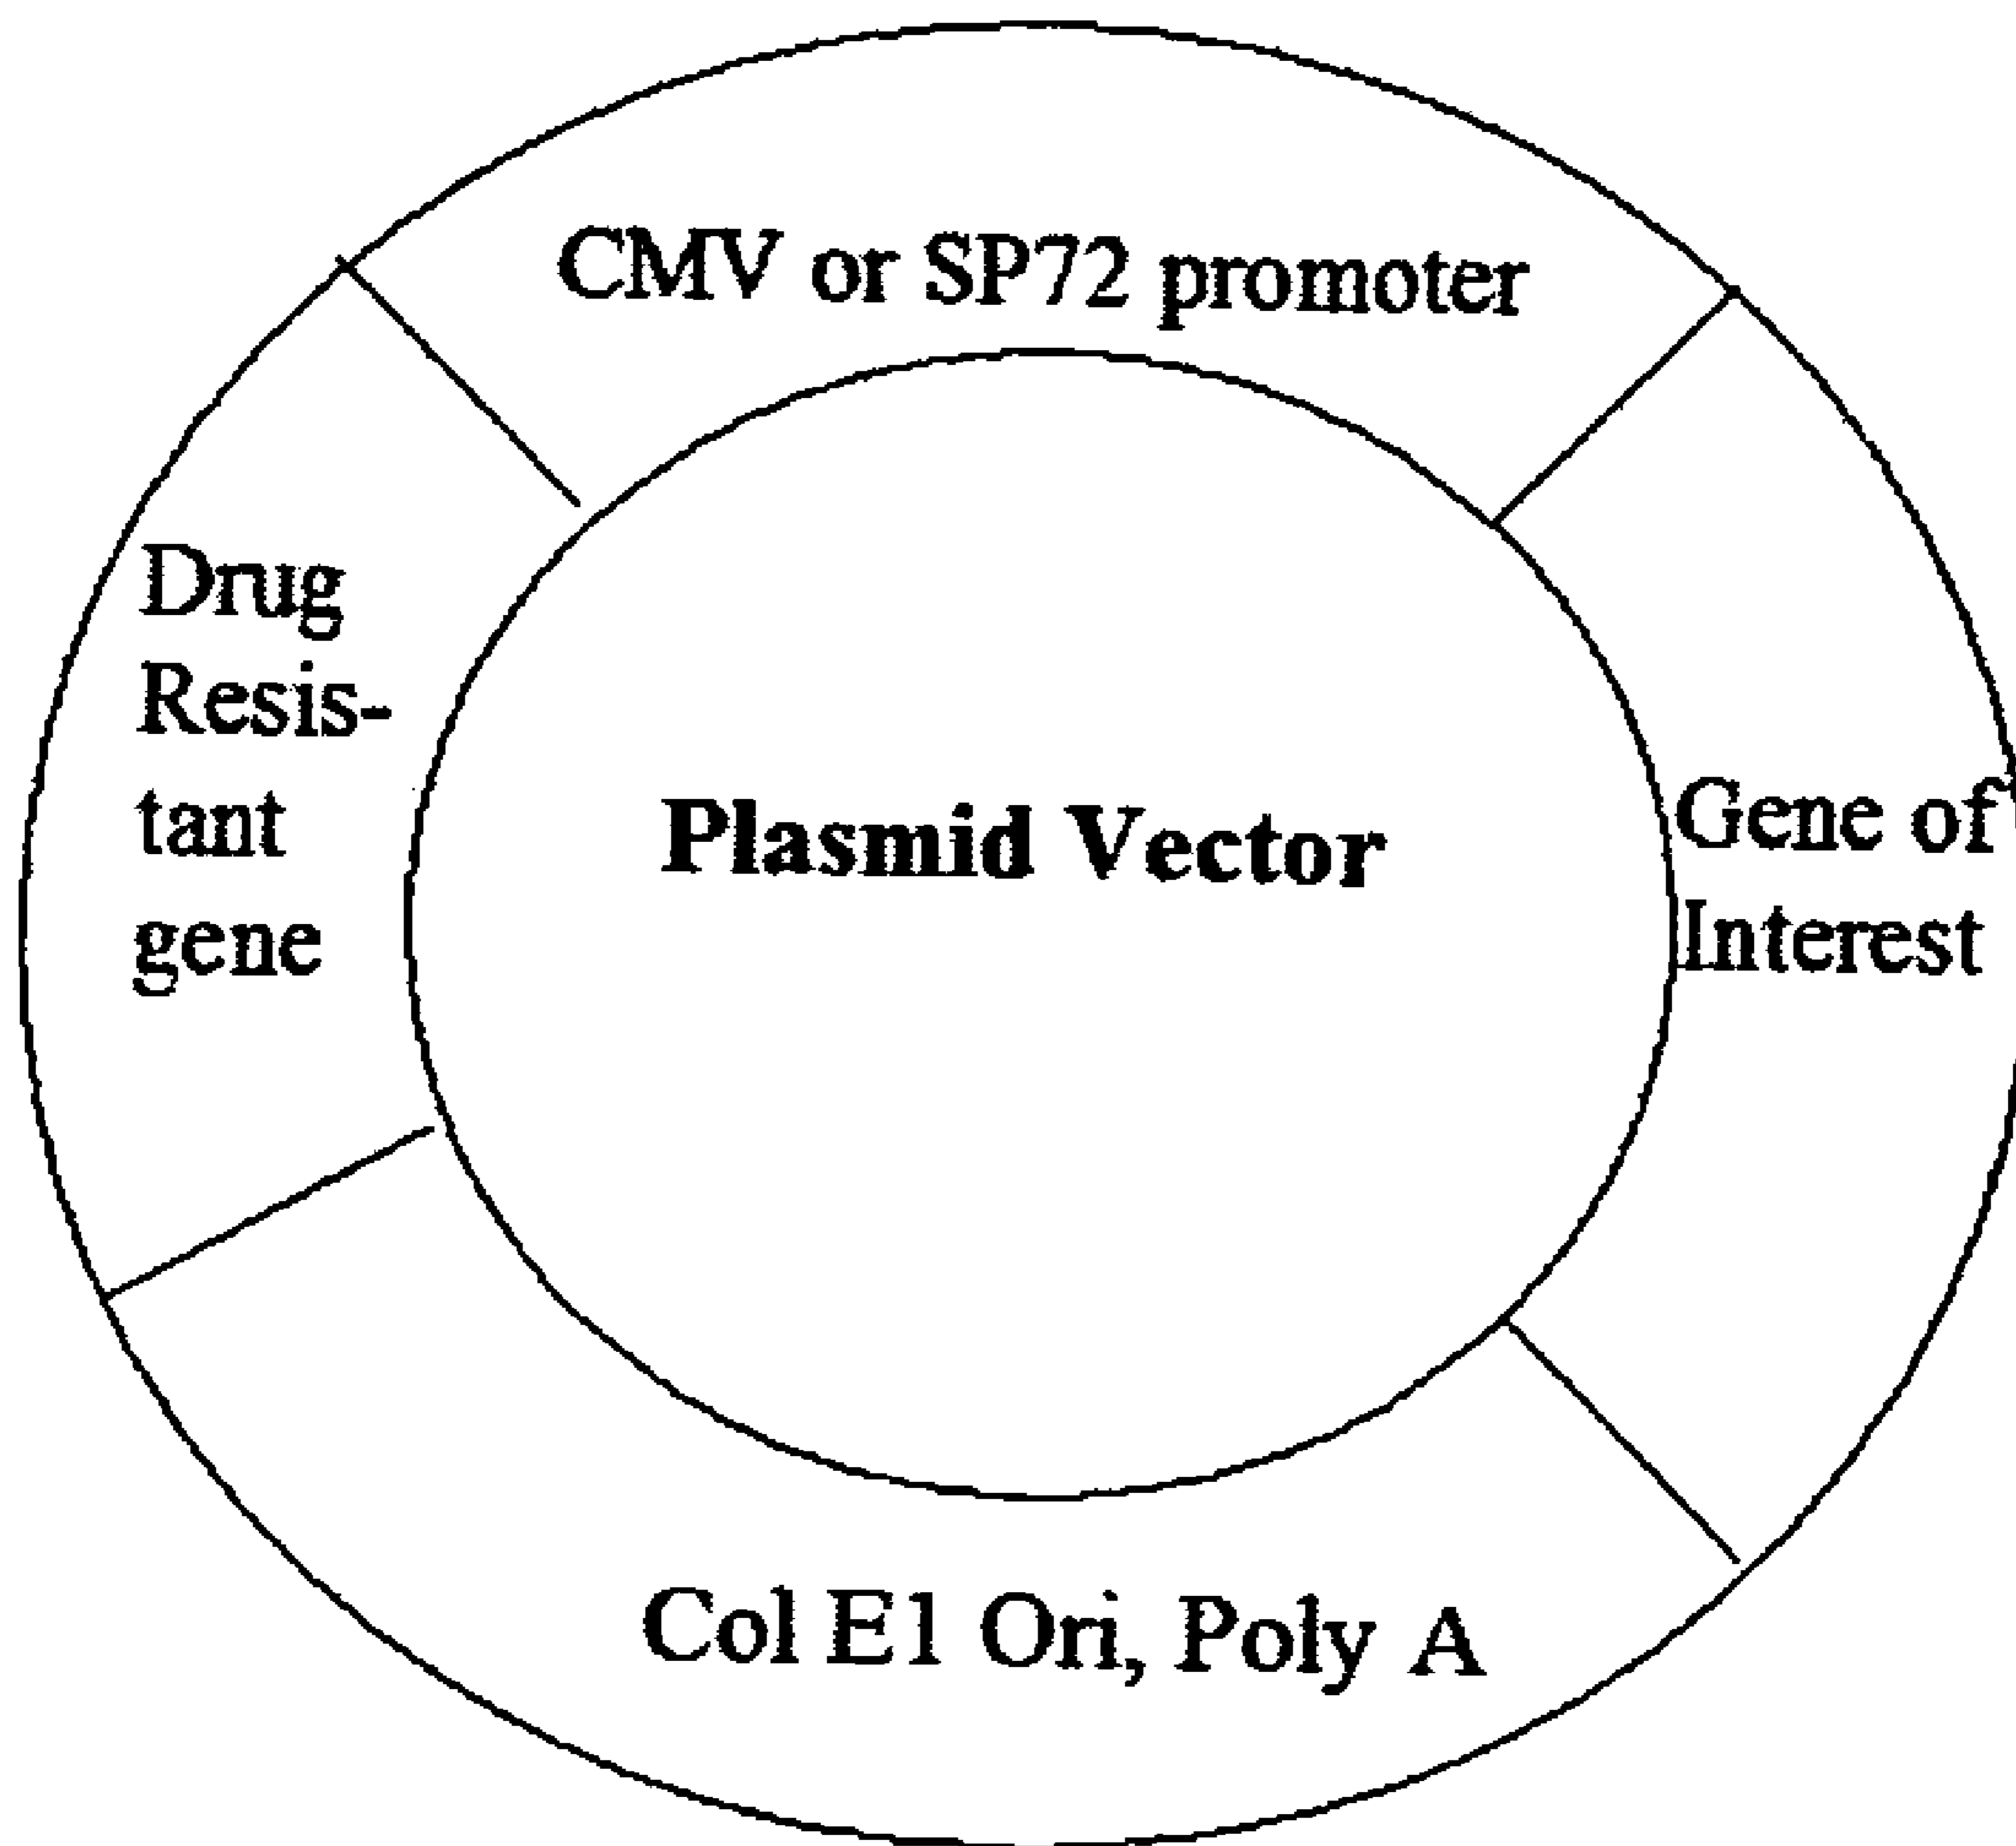 CMV or SP72 promoter
Drug
Resis-
tant
gene
Plasmid Vector
Gene of
Interest
Col E1 Ori, Poly A